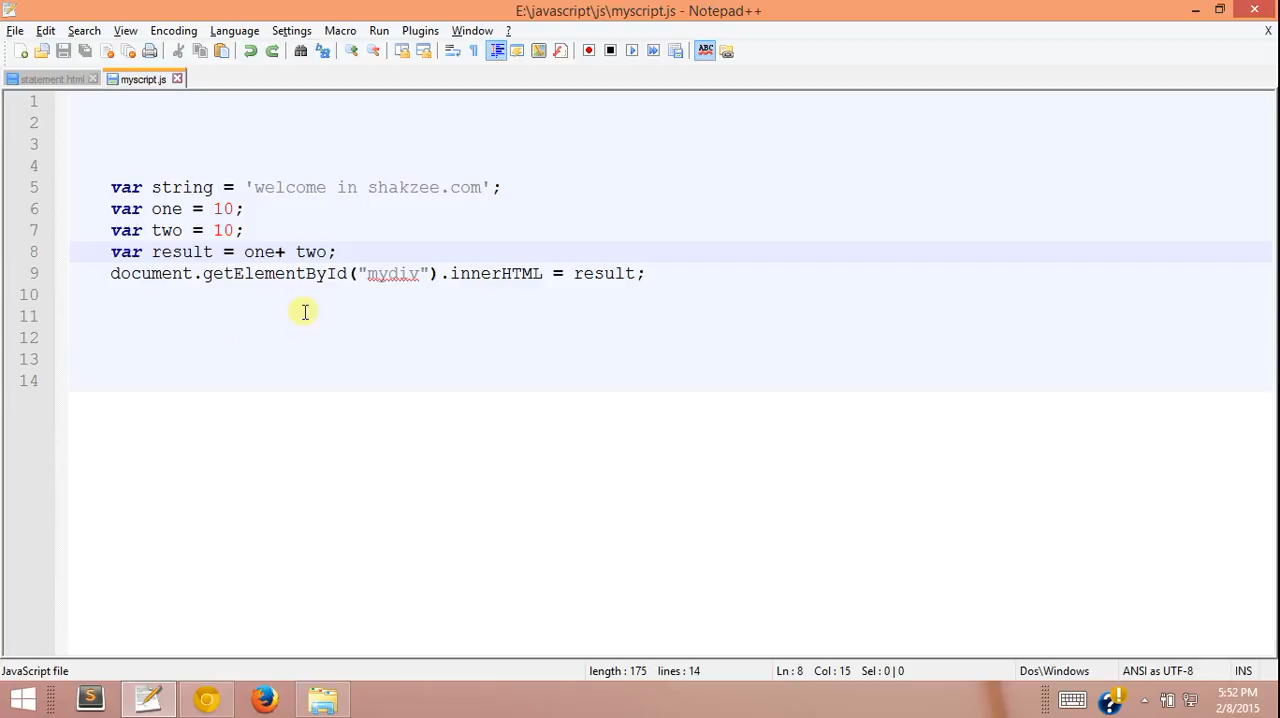 E:\javascript\js\myscript.js - Notepad++
File Edit Search View Encoding Language Settings Macro Run Plugins Window ? X
ABC
statement.html myscript.js
1
2
3
4
5 var string = 'welcome in shakzee.com';
6 var one = 10;
7 var two = 10;
8 var result = one+ two;
9 document.getElementById("mydiv").innerHTML = result;
10
11
12
13
14
JavaScript file length : 175 lines : 14 Ln : 8 Col : 15 Sel : 0 | 0 Dos\Windows ANSI as UTF-8 INS
5:52 PM
2/8/2015